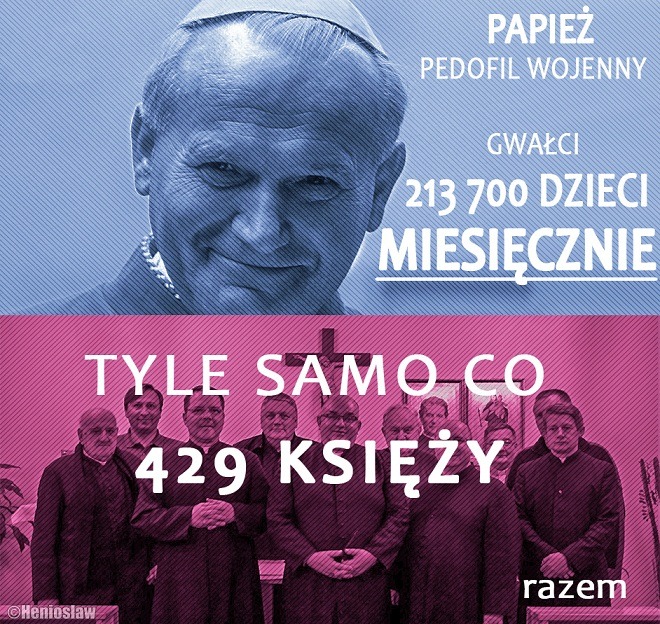 PAPIEŻ
PEDOFIL WOJENNY
GWAŁCI
213 700 DZIECI
MIESIĘCZNIE
TYLE SAMO CO
429 KSIĘŻY
razem
©Henioslaw